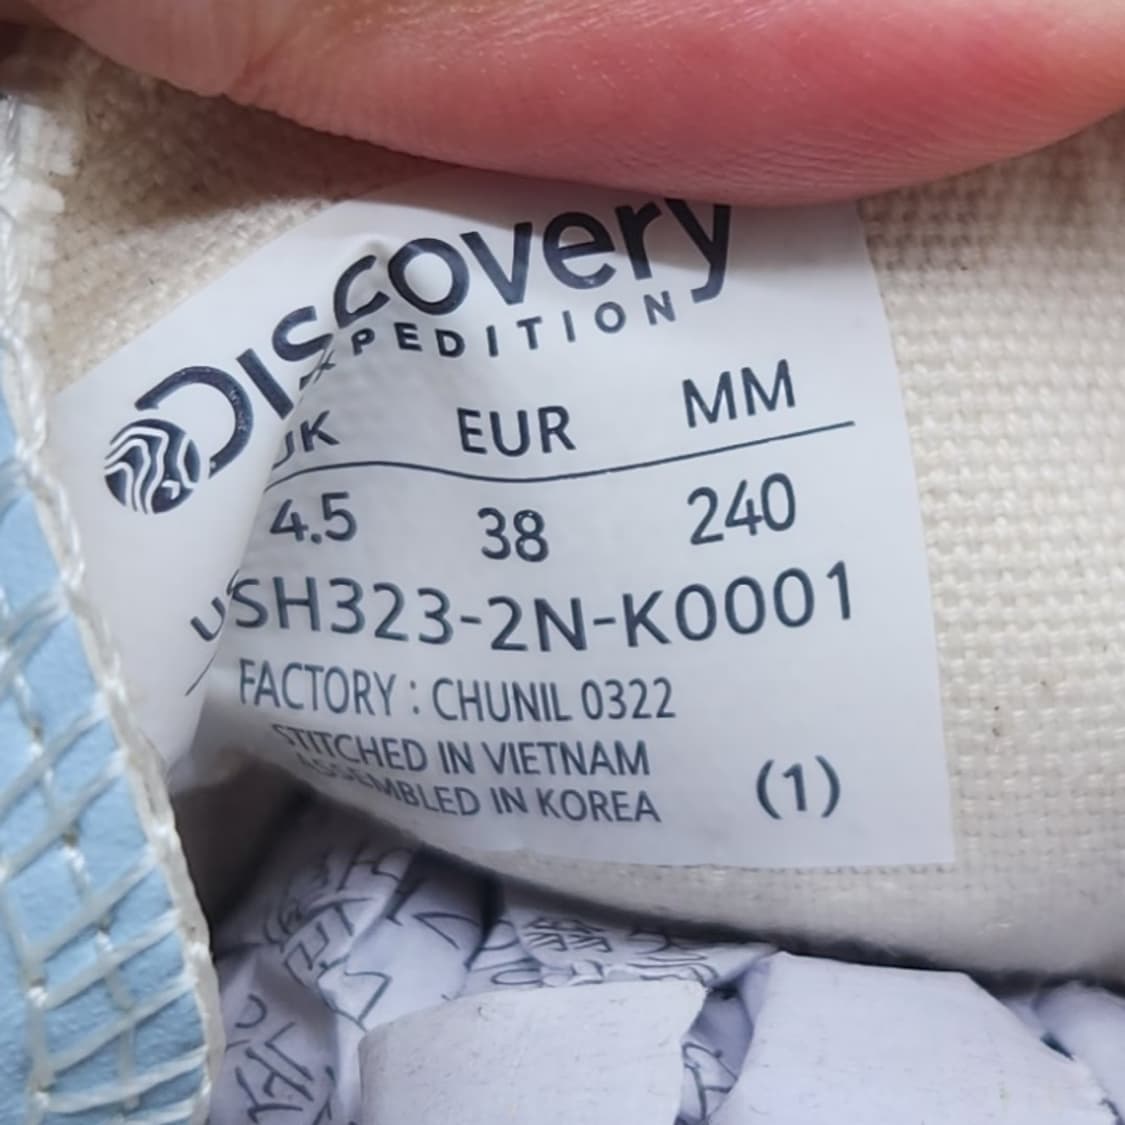 Discovery
EXPEDITION
US UK EUR MM
4.5 38 240
SH323-2N-K0001
FACTORY : CHUNIL 0322
STITCHED IN VIETNAM
ASSEMBLED IN KOREA (1)